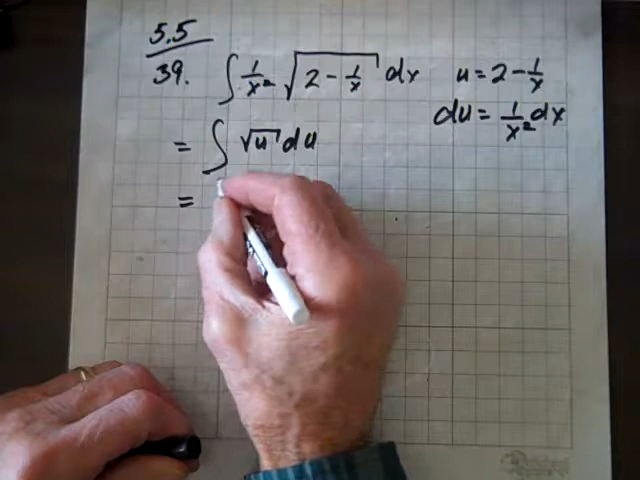 5.5
39. ∫ 1/x² √(2 - 1/x) dx u = 2 - 1/x
du = 1/x² dx
= ∫ √u du
=